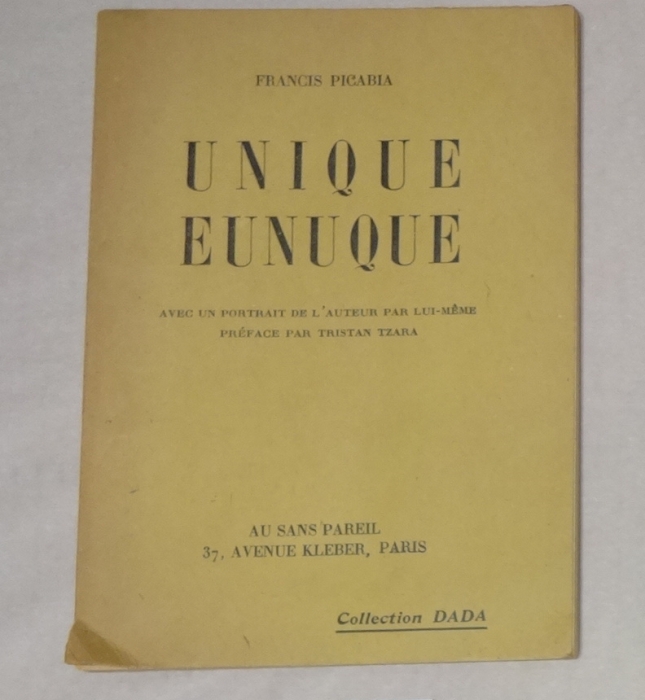 FRANCIS PICABIA
UNIQUE
EUNUQUE
AVEC UN PORTRAIT DE L'AUTEUR PAR LUI-MÊME
PRÉFACE PAR TRISTAN TZARA
AU SANS PAREIL
37, AVENUE KLEBER, PARIS
Collection DADA